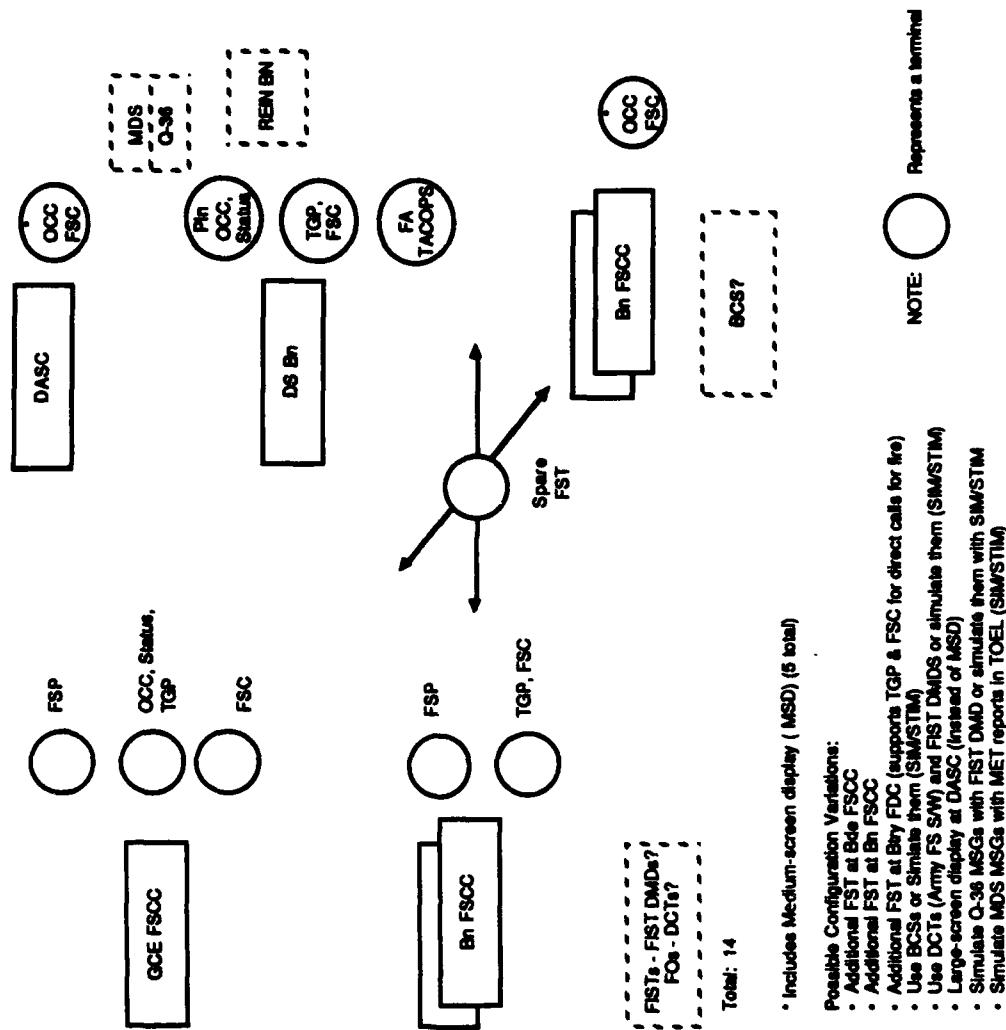 FSP
OCC, Status,
TGP
FSC
GCE FSCC
FSP
TGP, FSC
Bn FSCC
FISTs - FIST DMDs?
FOs - DCTs?
Total: 14
DASC
OCC
FSC
MDS
Q-36
REIN BN
DS Bn
Pln
OCC,
Status
TGP,
FSC
FA
TACOPS
Spare
FST
Bn FSCC
OCC
FSC
BCS?
* Includes Medium-screen display ( MSD) (5 total)
Possible Configuration Variations:
• Additional FST at Bde FSCC
• Additional FST at Bn FSCC
• Additional FST at Btry FDC (supports TGP & FSC for direct calls for fire)
• Use BCSs or Simlate them (SIM/STIM)
• Use DCTs (Army FS S/W) and FIST DMDS or simulate them (SIM/STIM)
• Large-screen display at DASC (Instead of MSD)
• Simulate Q-36 MSGs with FIST DMD or simulate them with SIM/STIM
• Simulate MDS MSGs with MET reports in TOEL (SIM/STIM)
NOTE:
Represents a terminal